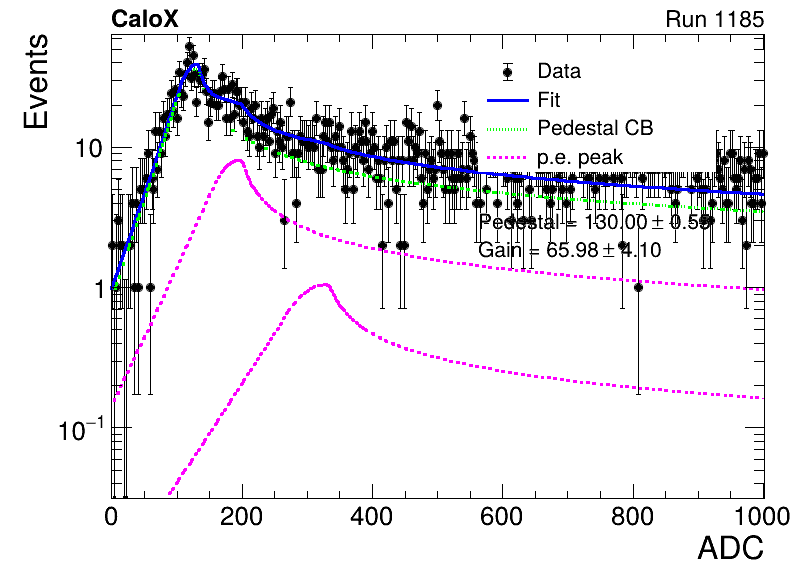 CaloX Run 1185
Events
Data
Fit
Pedestal CB
p.e. peak
10
Pedestal = 130.00 ± 0.58
Gain = 65.98 ± 4.10
1
10⁻¹
0 200 400 600 800 1000
ADC